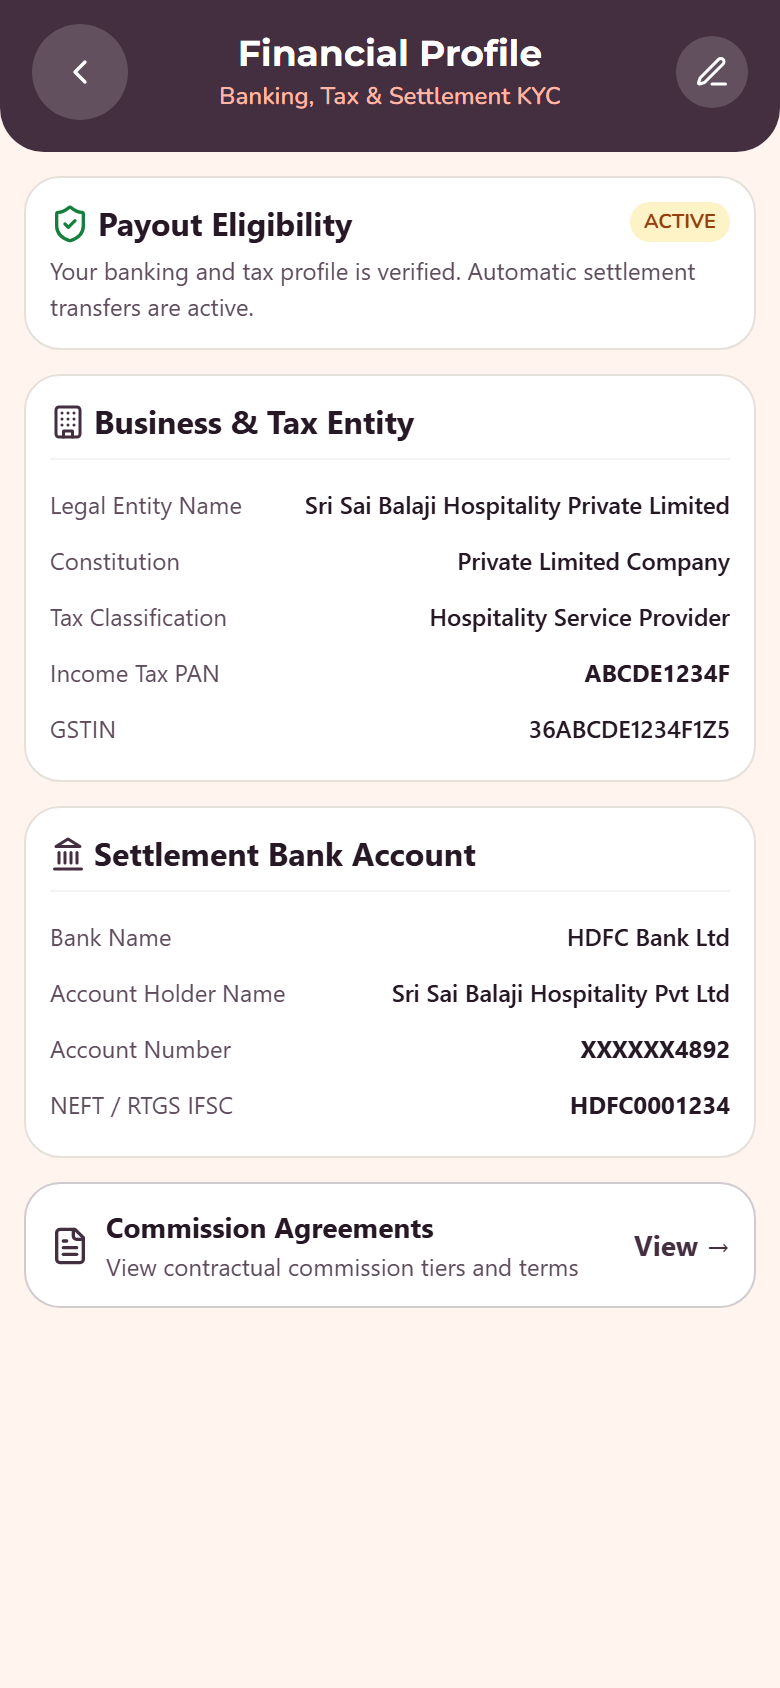 Financial Profile
Banking, Tax & Settlement KYC
Payout Eligibility
ACTIVE
Your banking and tax profile is verified. Automatic settlement
transfers are active.
Business & Tax Entity
Legal Entity Name Sri Sai Balaji Hospitality Private Limited
Constitution Private Limited Company
Tax Classification Hospitality Service Provider
Income Tax PAN ABCDE1234F
GSTIN 36ABCDE1234F1Z5
Settlement Bank Account
Bank Name HDFC Bank Ltd
Account Holder Name Sri Sai Balaji Hospitality Pvt Ltd
Account Number XXXXXX4892
NEFT / RTGS IFSC HDFC0001234
Commission Agreements
View contractual commission tiers and terms
View →